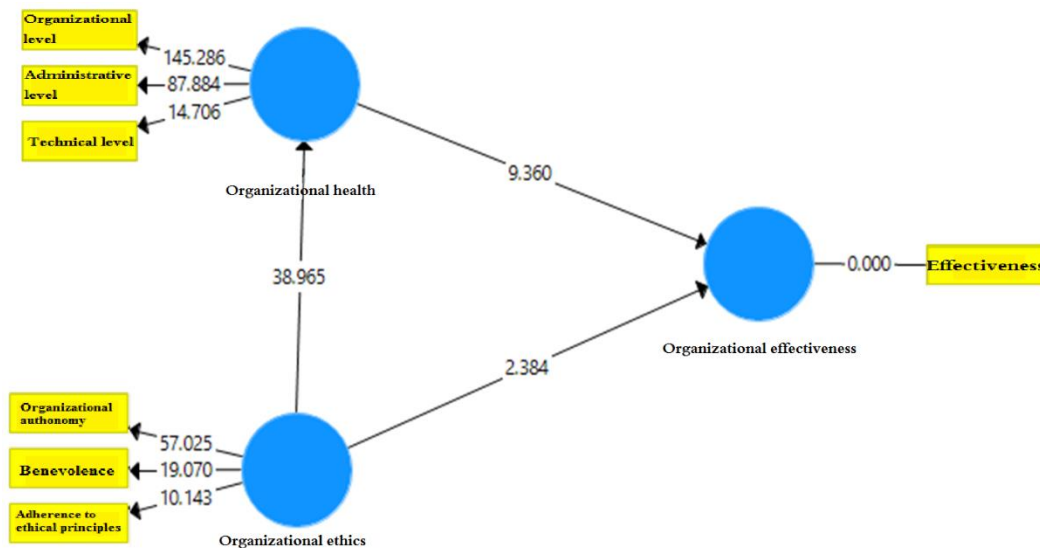 Organizational
level
145.286
Administrative
level
87.884
14.706
Technical level
Organizational health
9.360
38.965
0.000
Effectiveness
Organizational effectiveness
2.384
Organizational
authonomy
57.025
Benevolence
19.070
10.143
Adherence to
ethical principles
Organizational ethics